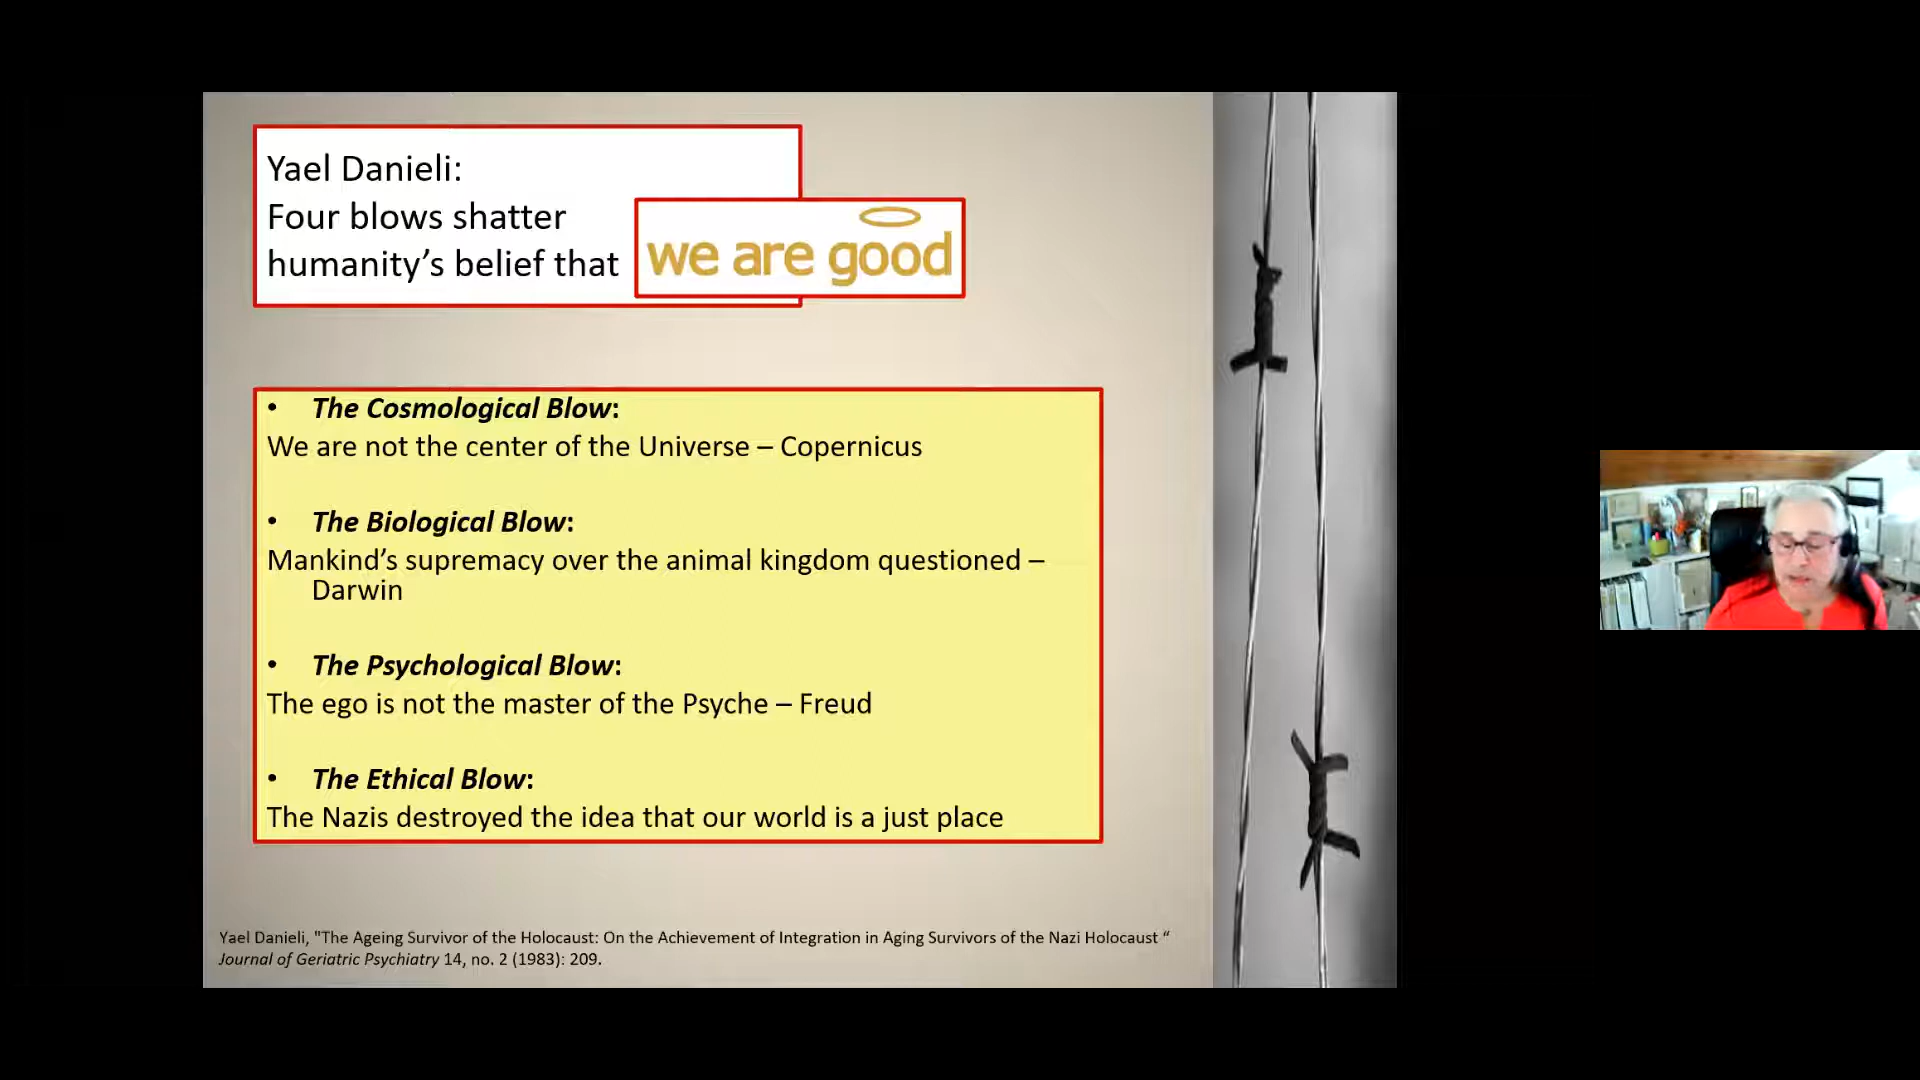 Yael Danieli:
Four blows shatter
humanity’s belief that
we are good
• The Cosmological Blow:
We are not the center of the Universe – Copernicus
• The Biological Blow:
Mankind’s supremacy over the animal kingdom questioned –
Darwin
• The Psychological Blow:
The ego is not the master of the Psyche – Freud
• The Ethical Blow:
The Nazis destroyed the idea that our world is a just place
Yael Danieli, "The Ageing Survivor of the Holocaust: On the Achievement of Integration in Aging Survivors of the Nazi Holocaust “
Journal of Geriatric Psychiatry 14, no. 2 (1983): 209.